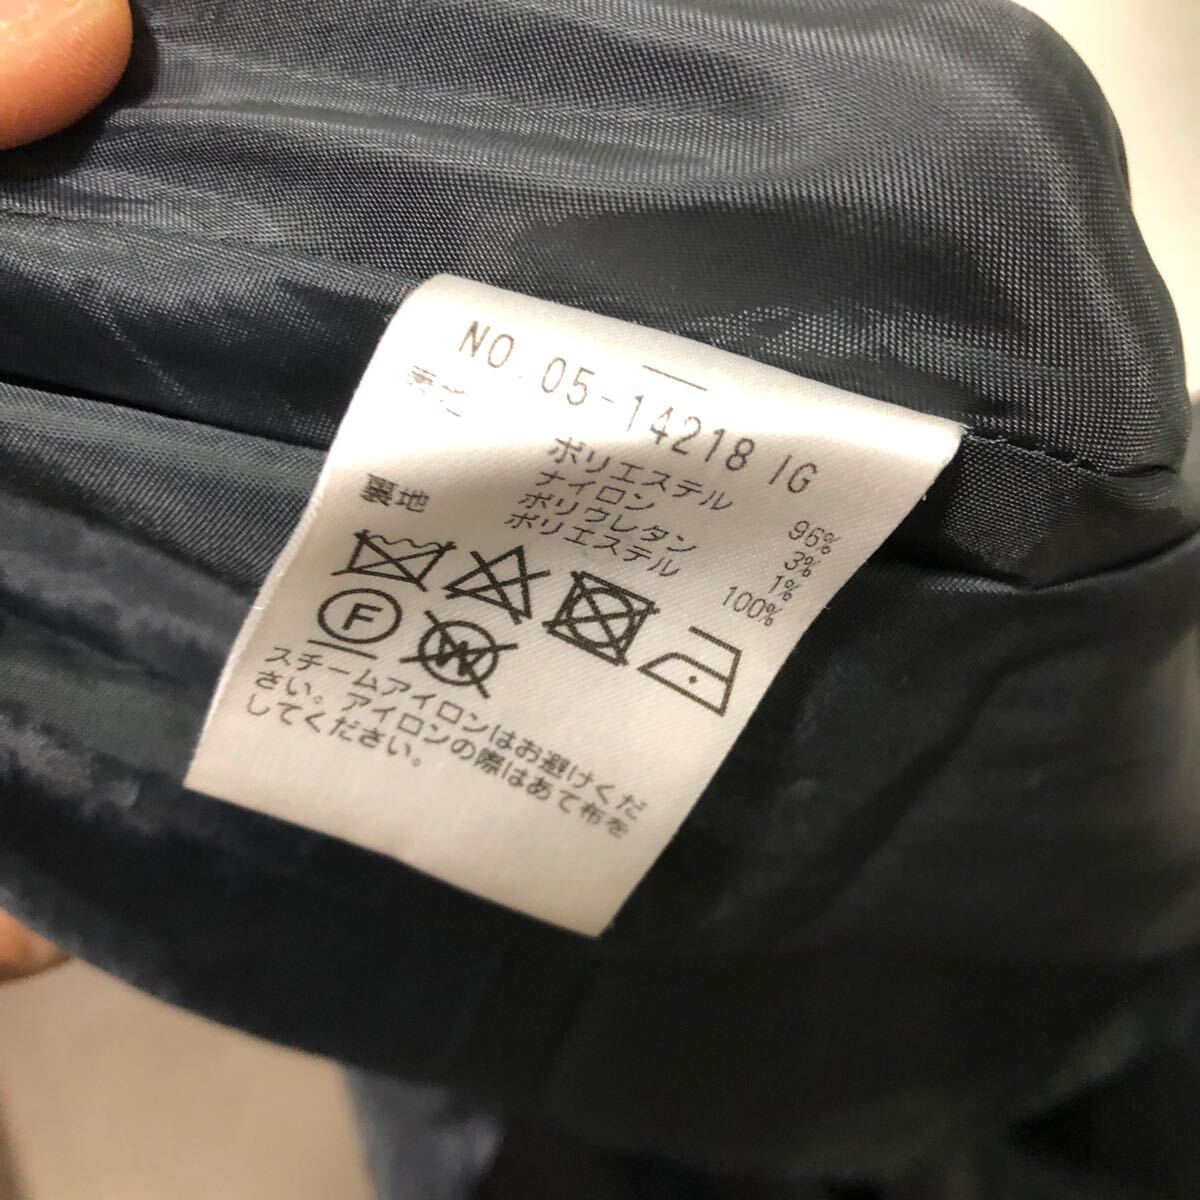 NO. 05-14218 IG
表地 ポリエステル 96%
ナイロン 3%
ポリウレタン 1%
裏地 ポリエステル 100%
F W
スチームアイロンはお避けくだ
さい。アイロンの際はあて布を
してください。